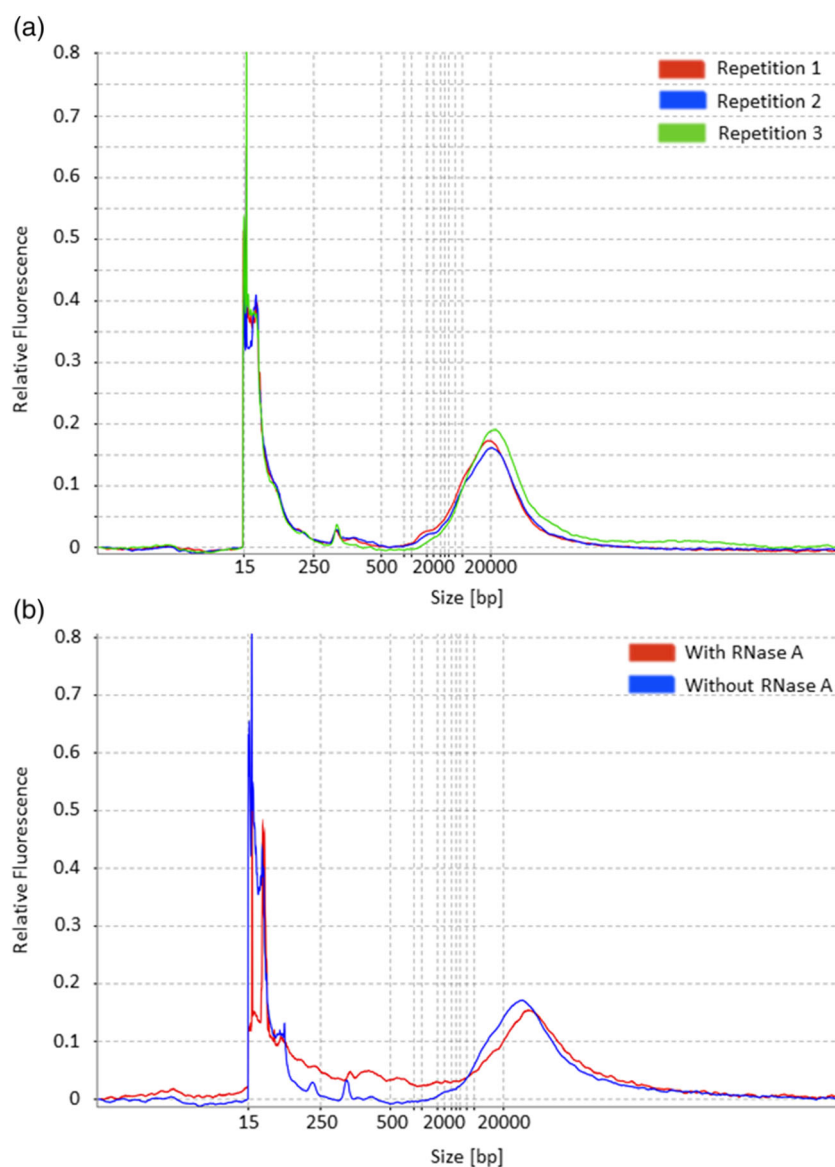 (a)
0.8
0.7
0.6
0.5
0.4
0.3
0.2
0.1
0
Relative Fluorescence
Repetition 1
Repetition 2
Repetition 3
15 250 500 2000 20000
Size [bp]
(b)
0.8
0.7
0.6
0.5
0.4
0.3
0.2
0.1
0
Relative Fluorescence
With RNase A
Without RNase A
15 250 500 2000 20000
Size [bp]